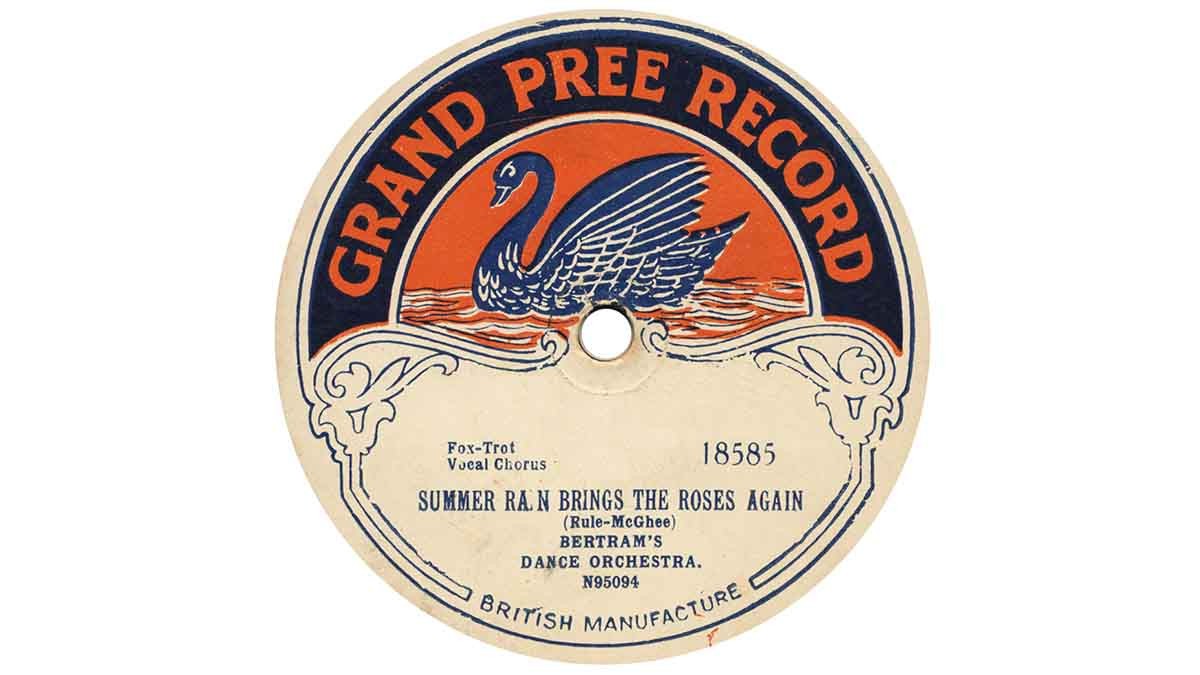 GRAND PREE RECORD
Fox-Trot
Vocal Chorus
18585
SUMMER RA.N BRINGS THE ROSES AGAIN
(Rule-McGhee)
BERTRAM'S
DANCE ORCHESTRA.
N95094
BRITISH MANUFACTURE